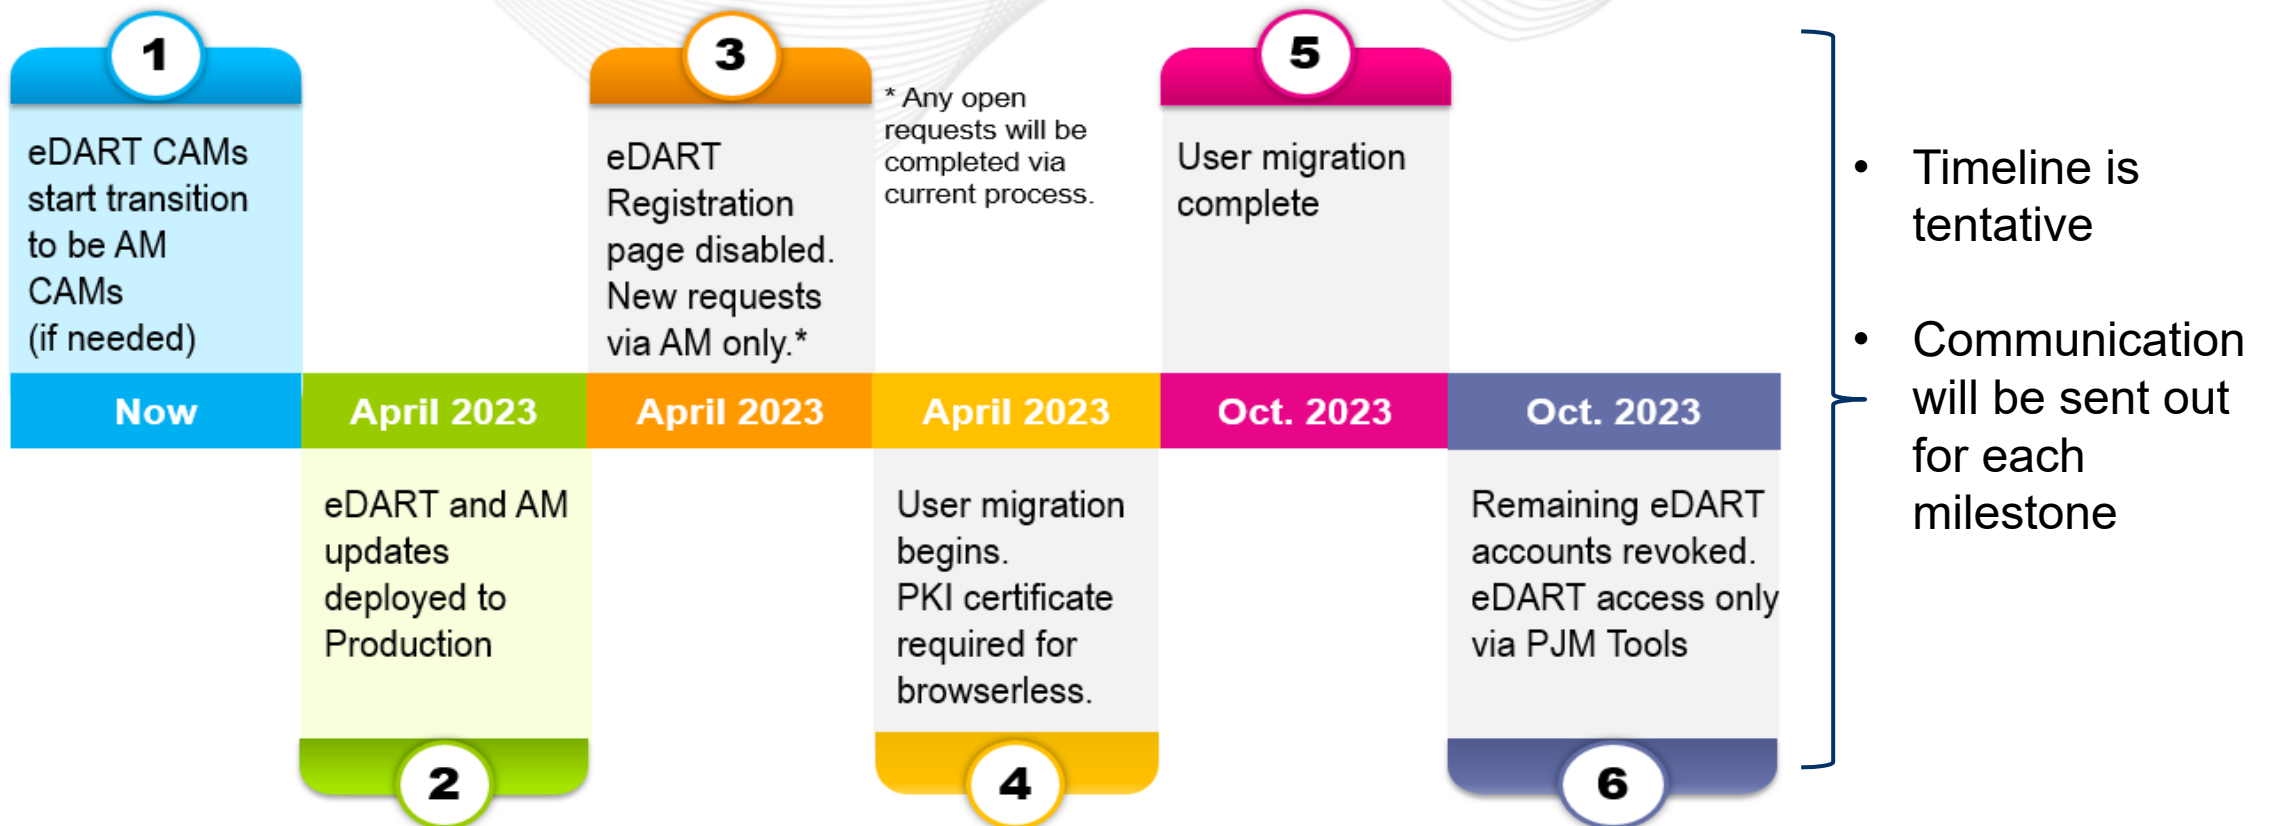 1
eDART CAMs
start transition
to be AM
CAMs
(if needed)
Now
April 2023
eDART and AM
updates
deployed to
Production
2
3
eDART
Registration
page disabled.
New requests
via AM only.*
April 2023
* Any open
requests will be
completed via
current process.
April 2023
User migration
begins.
PKI certificate
required for
browserless.
4
5
User migration
complete
Oct. 2023
Oct. 2023
Remaining eDART
accounts revoked.
eDART access only
via PJM Tools
6
• Timeline is
tentative
• Communication
will be sent out
for each
milestone